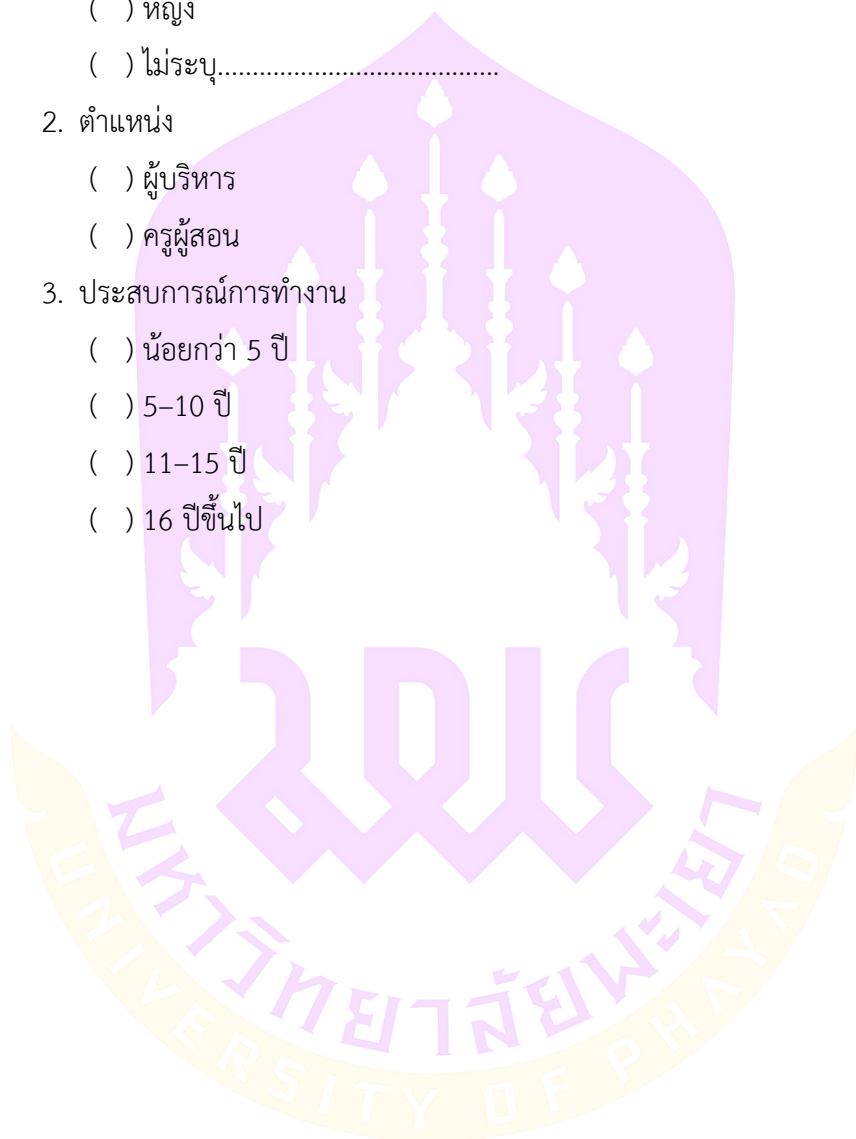 ( ) หญิง
( ) ไม่ระบุ.........................................
2. ตำแหน่ง
( ) ผู้บริหาร
( ) ครูผู้สอน
3. ประสบการณ์การทำงาน
( ) น้อยกว่า 5 ปี
( ) 5–10 ปี
( ) 11–15 ปี
( ) 16 ปีขึ้นไป
มหาวิทยาลัยพะเยา
UNIVERSITY OF PHAYAO